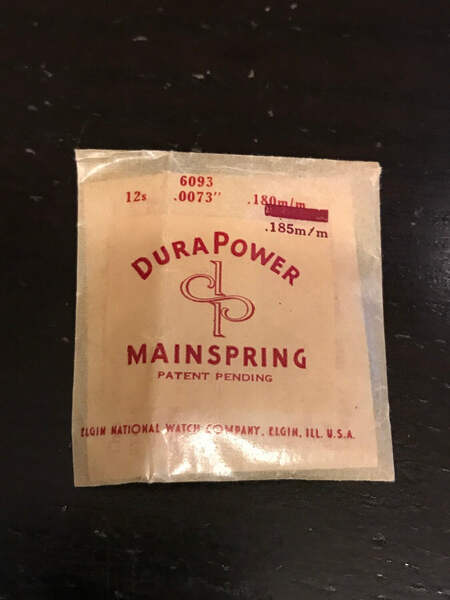 6093
12s .0073" .180m/m
.185m/m
DURAPOWER
dp
MAINSPRING
PATENT PENDING
ELGIN NATIONAL WATCH COMPANY, ELGIN, ILL. U.S.A.